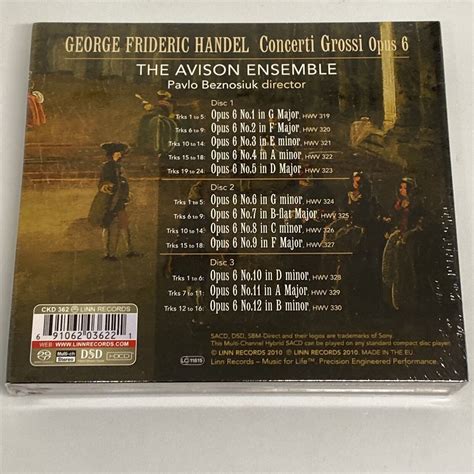 GEORGE FRIDERIC HANDEL Concerti Grossi Opus 6
THE AVISON ENSEMBLE
Pavlo Beznosiuk director
Disc 1
Trks 1 to 5: Opus 6 No.1 in G Major, HWV 319
Trks 6 to 9: Opus 6 No.2 in F Major, HWV 320
Trks 10 to 14: Opus 6 No.3 in E minor, HWV 321
Trks 15 to 18: Opus 6 No.4 in A minor, HWV 322
Trks 19 to 24: Opus 6 No.5 in D Major, HWV 323
Disc 2
Trks 1 to 5: Opus 6 No.6 in G minor, HWV 324
Trks 6 to 9: Opus 6 No.7 in B-flat Major, HWV 325
Trks 10 to 14: Opus 6 No.8 in C minor, HWV 326
Trks 15 to 18: Opus 6 No.9 in F Major, HWV 327
Disc 3
Trks 1 to 6: Opus 6 No.10 in D minor, HWV 328
Trks 7 to 11: Opus 6 No.11 in A Major, HWV 329
Trks 12 to 16: Opus 6 No.12 in B minor, HWV 330
CKD 362 LINN RECORDS
6 91062 03622 1
WEB WWW.LINNRECORDS.COM
Multi-ch Stereo DSD HDCD
LC 11615
SACD, DSD, SBM-Direct and their logos are trademarks of Sony
This Multi-Channel Hybrid SACD can be played on any standard compact disc player.
℗ LINN RECORDS 2010. © LINN RECORDS 2010. MADE IN THE EU.
Linn Records – Music for Life™. Precision Engineered Performance.